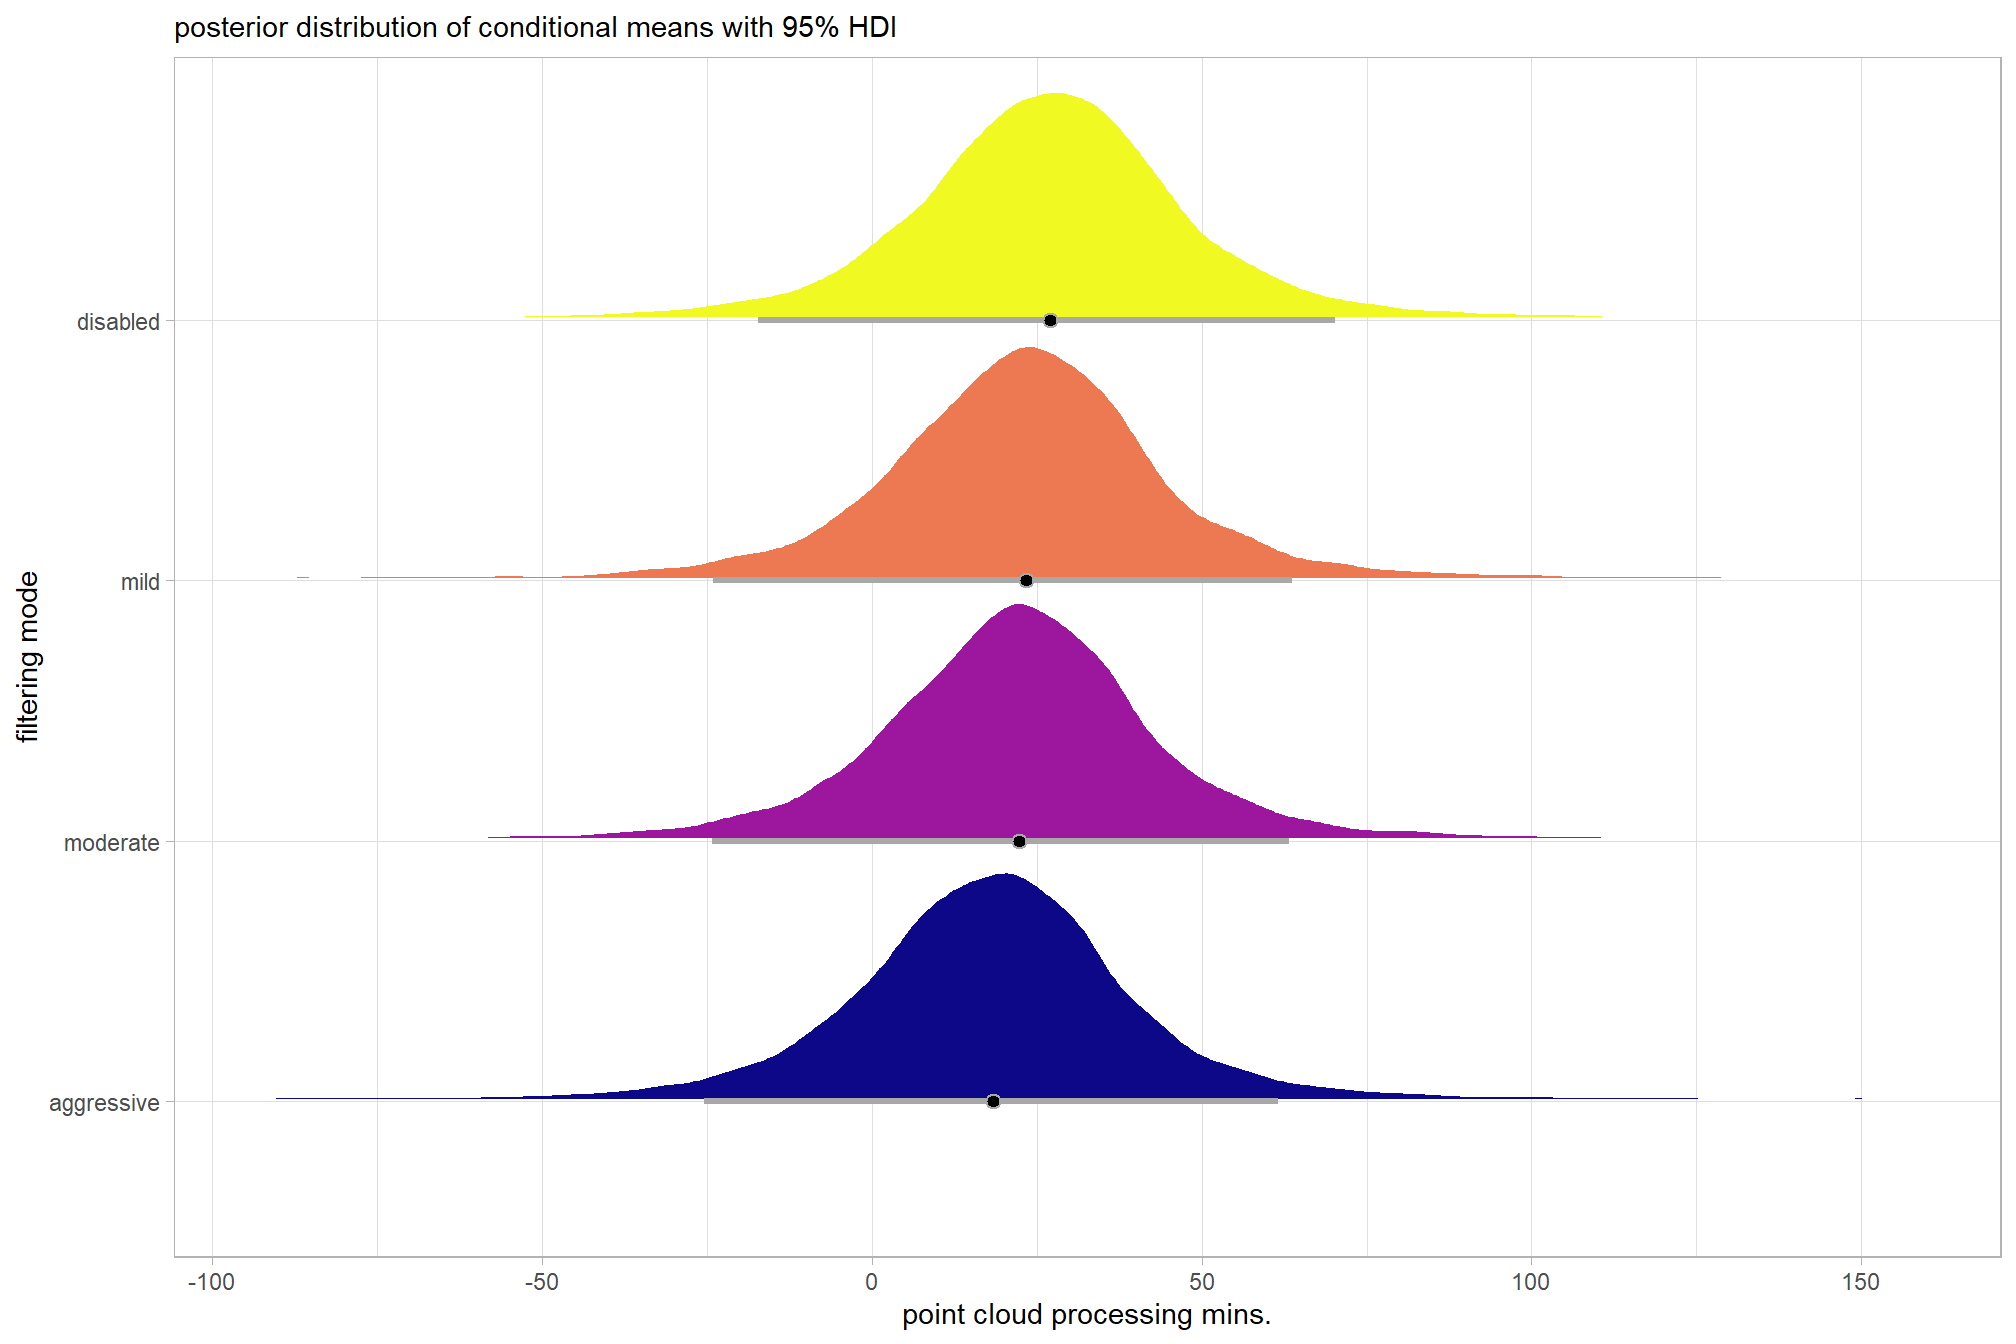 posterior distribution of conditional means with 95% HDI
filtering mode
disabled
mild
moderate
aggressive
-100 -50 0 50 100 150
point cloud processing mins.